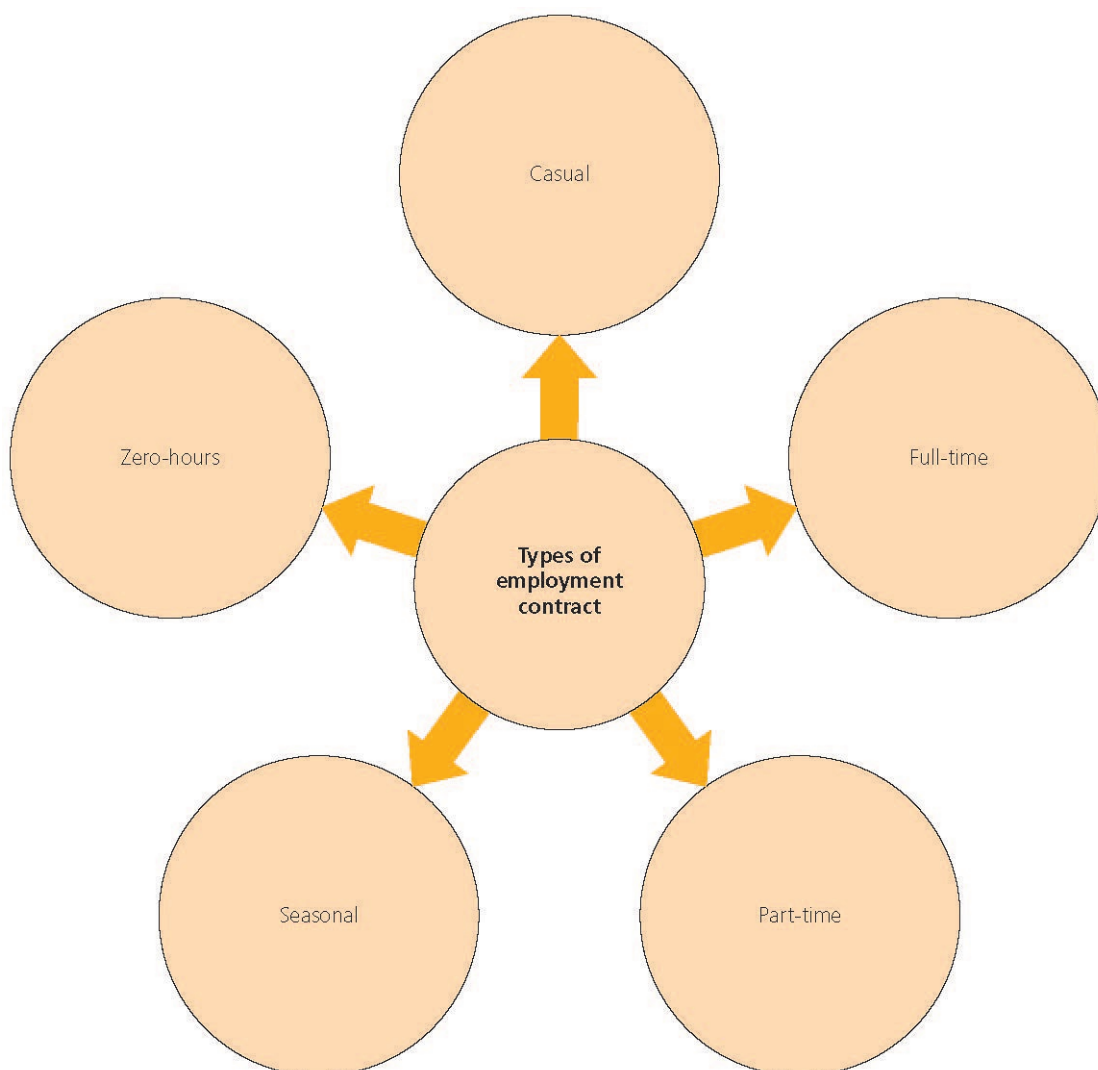 Casual
Zero-hours
Full-time
Types of
employment
contract
Seasonal
Part-time